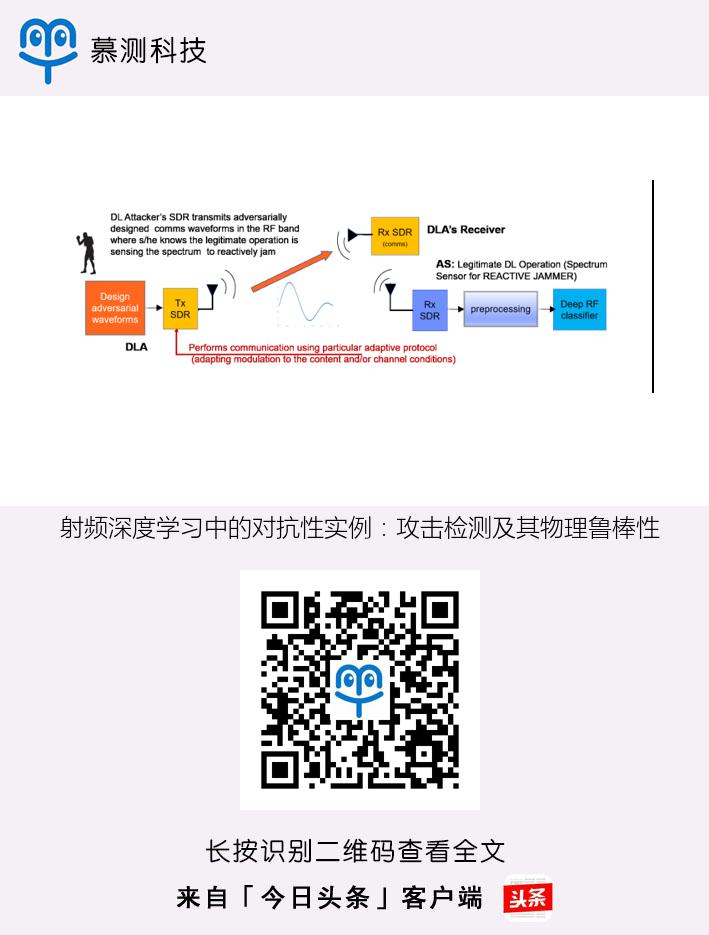 慕测科技
DL Attacker's SDR transmits adversarially
designed comms waveforms in the RF band
where s/he knows the legitimate operation is
sensing the spectrum to reactively jam
Rx SDR
(comms)
DLA's Receiver
AS: Legitimate DL Operation (Spectrum
Sensor for REACTIVE JAMMER)
Design
adversarial
waveforms
Tx
SDR
Rx
SDR
preprocessing
Deep RF
classifier
DLA
Performs communication using particular adaptive protocol
(adapting modulation to the content and/or channel conditions)
射频深度学习中的对抗性实例：攻击检测及其物理鲁棒性
长按识别二维码查看全文
来自「今日头条」客户端
头条